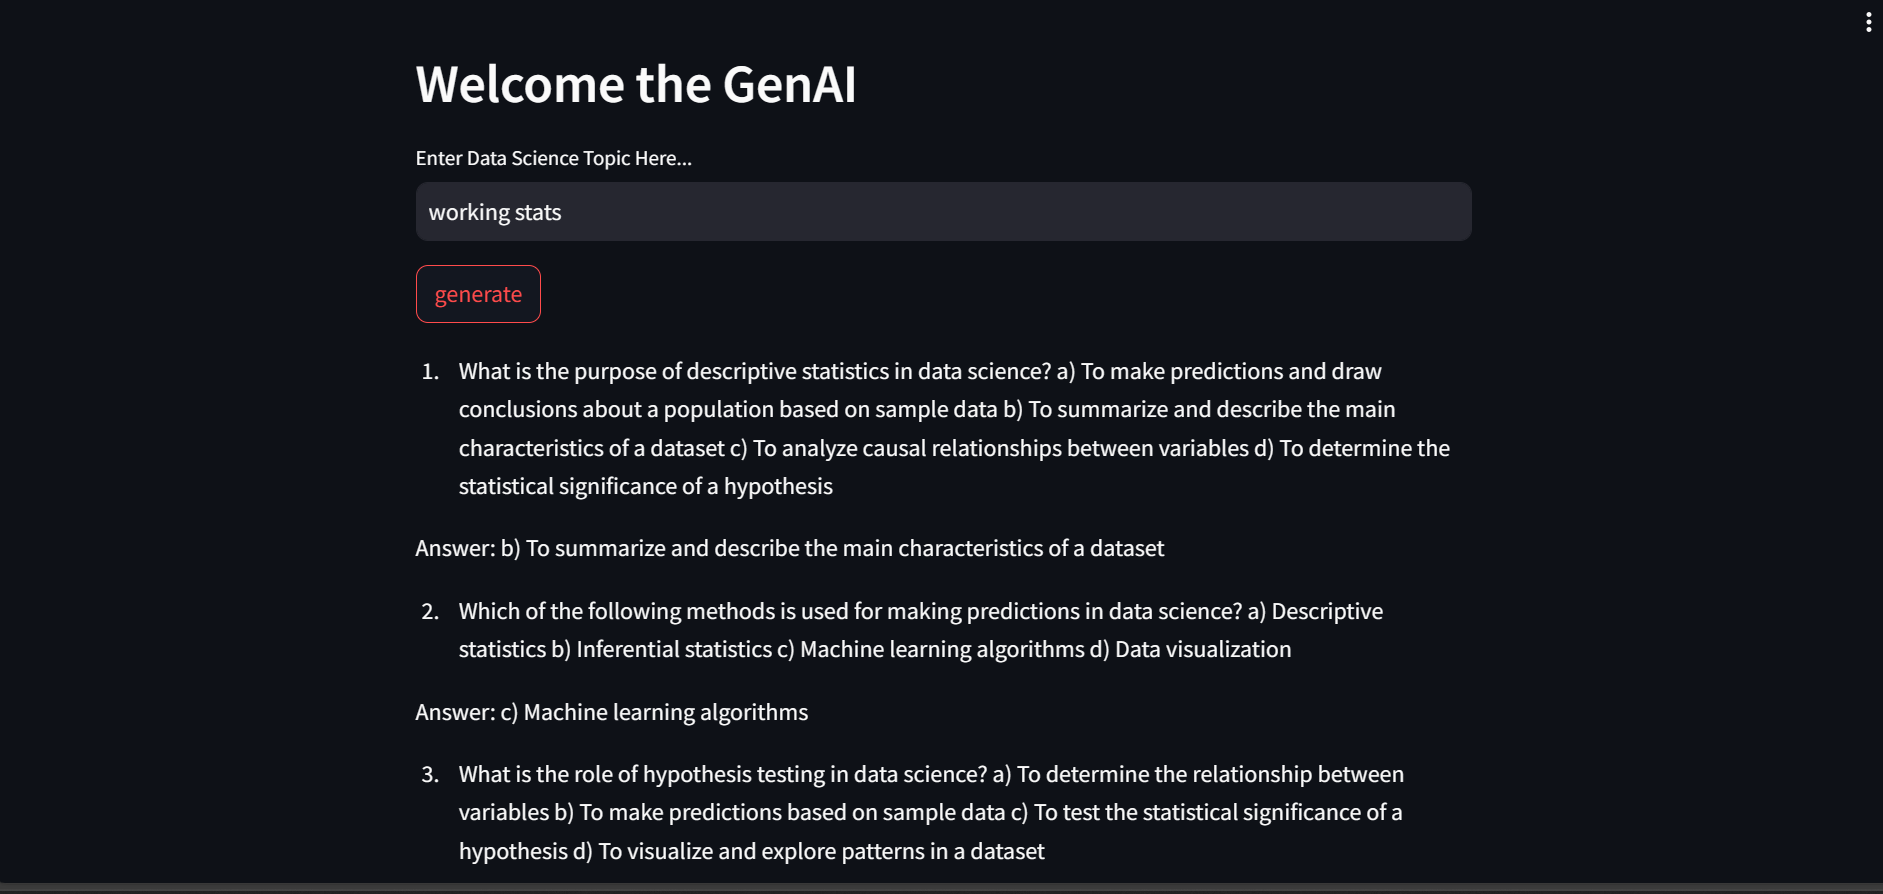 Welcome the GenAI
Enter Data Science Topic Here...
working stats
generate
1. What is the purpose of descriptive statistics in data science? a) To make predictions and draw
conclusions about a population based on sample data b) To summarize and describe the main
characteristics of a dataset c) To analyze causal relationships between variables d) To determine the
statistical significance of a hypothesis
Answer: b) To summarize and describe the main characteristics of a dataset
2. Which of the following methods is used for making predictions in data science? a) Descriptive
statistics b) Inferential statistics c) Machine learning algorithms d) Data visualization
Answer: c) Machine learning algorithms
3. What is the role of hypothesis testing in data science? a) To determine the relationship between
variables b) To make predictions based on sample data c) To test the statistical significance of a
hypothesis d) To visualize and explore patterns in a dataset